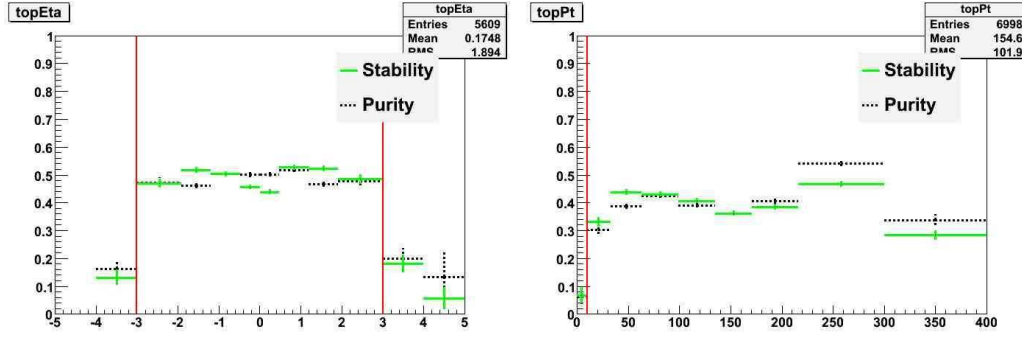 topEta
topEta
Entries 5609
Mean 0.1748
RMS 1.894
Stability
Purity
1
0.9
0.8
0.7
0.6
0.5
0.4
0.3
0.2
0.1
0
-5 -4 -3 -2 -1 0 1 2 3 4 5
topPt
topPt
Entries 6998
Mean 154.6
RMS 101.9
Stability
Purity
1
0.9
0.8
0.7
0.6
0.5
0.4
0.3
0.2
0.1
0
0 50 100 150 200 250 300 350 400